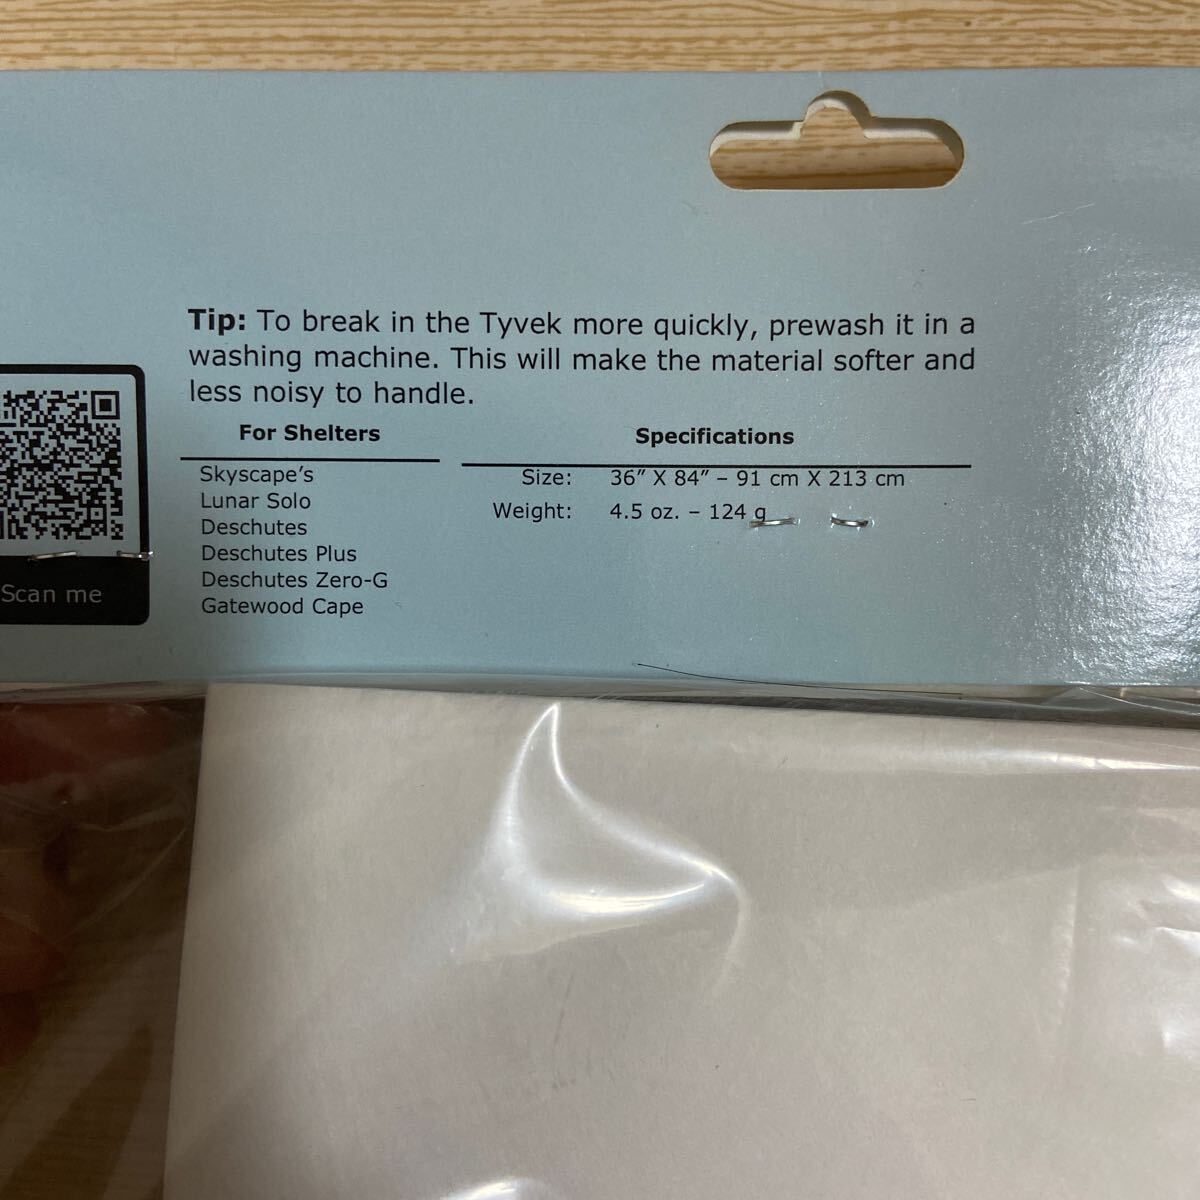 Tip: To break in the Tyvek more quickly, prewash it in a
washing machine. This will make the material softer and
less noisy to handle.
For Shelters
Skyscape’s
Lunar Solo
Deschutes
Deschutes Plus
Deschutes Zero-G
Gatewood Cape
Specifications
Size: 36” X 84” – 91 cm X 213 cm
Weight: 4.5 oz. – 124 g
Scan me